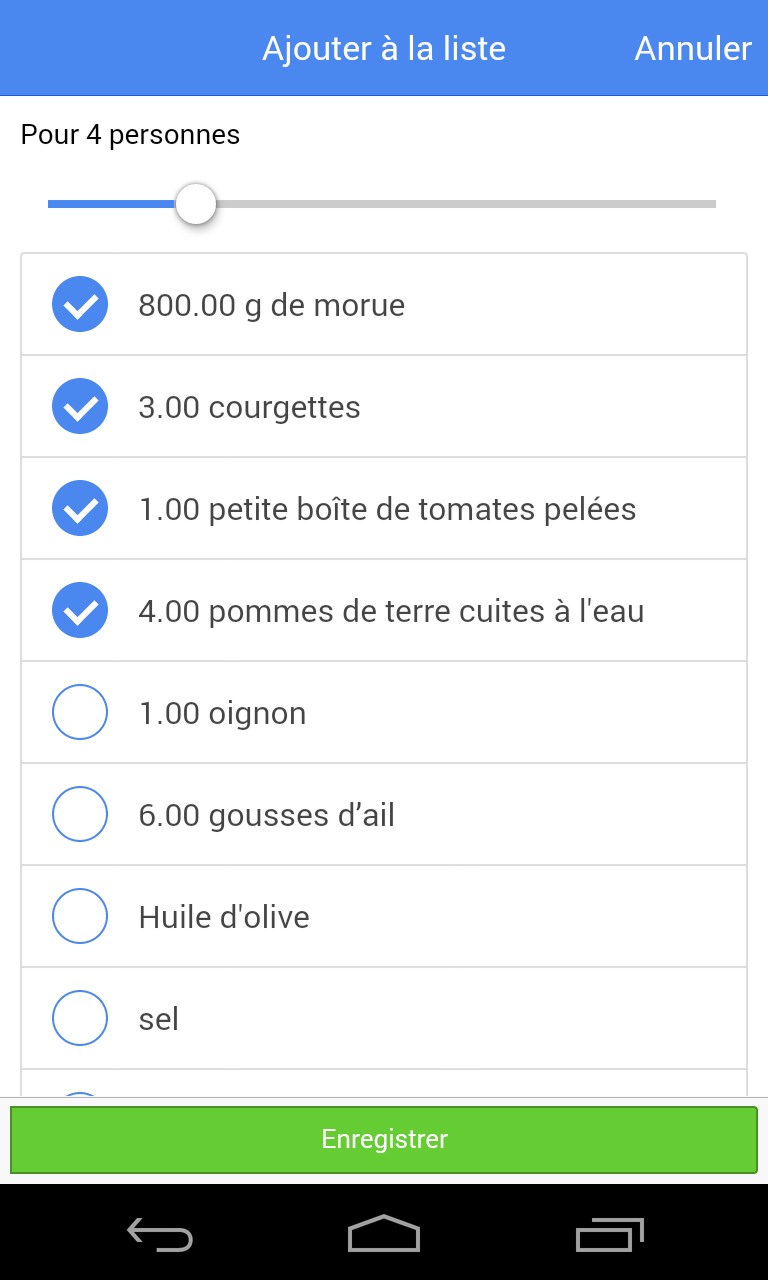 Ajouter à la liste
Annuler
Pour 4 personnes
800.00 g de morue
3.00 courgettes
1.00 petite boîte de tomates pelées
4.00 pommes de terre cuites à l'eau
1.00 oignon
6.00 gousses d’ail
Huile d'olive
sel
Enregistrer